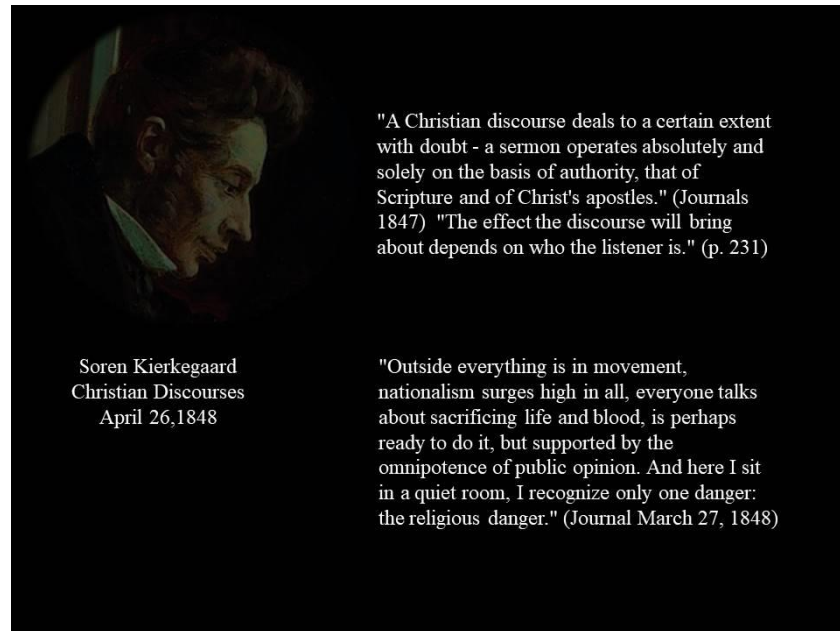 "A Christian discourse deals to a certain extent
with doubt - a sermon operates absolutely and
solely on the basis of authority, that of
Scripture and of Christ's apostles." (Journals
1847)  "The effect the discourse will bring
about depends on who the listener is." (p. 231)
Soren Kierkegaard
Christian Discourses
April 26,1848
"Outside everything is in movement,
nationalism surges high in all, everyone talks
about sacrificing life and blood, is perhaps
ready to do it, but supported by the
omnipotence of public opinion. And here I sit
in a quiet room, I recognize only one danger:
the religious danger." (Journal March 27, 1848)